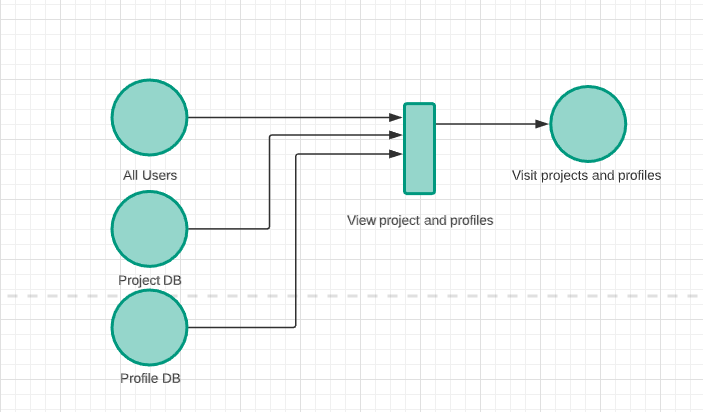 All Users
Visit projects and profiles
View project and profiles
Project DB
Profile DB